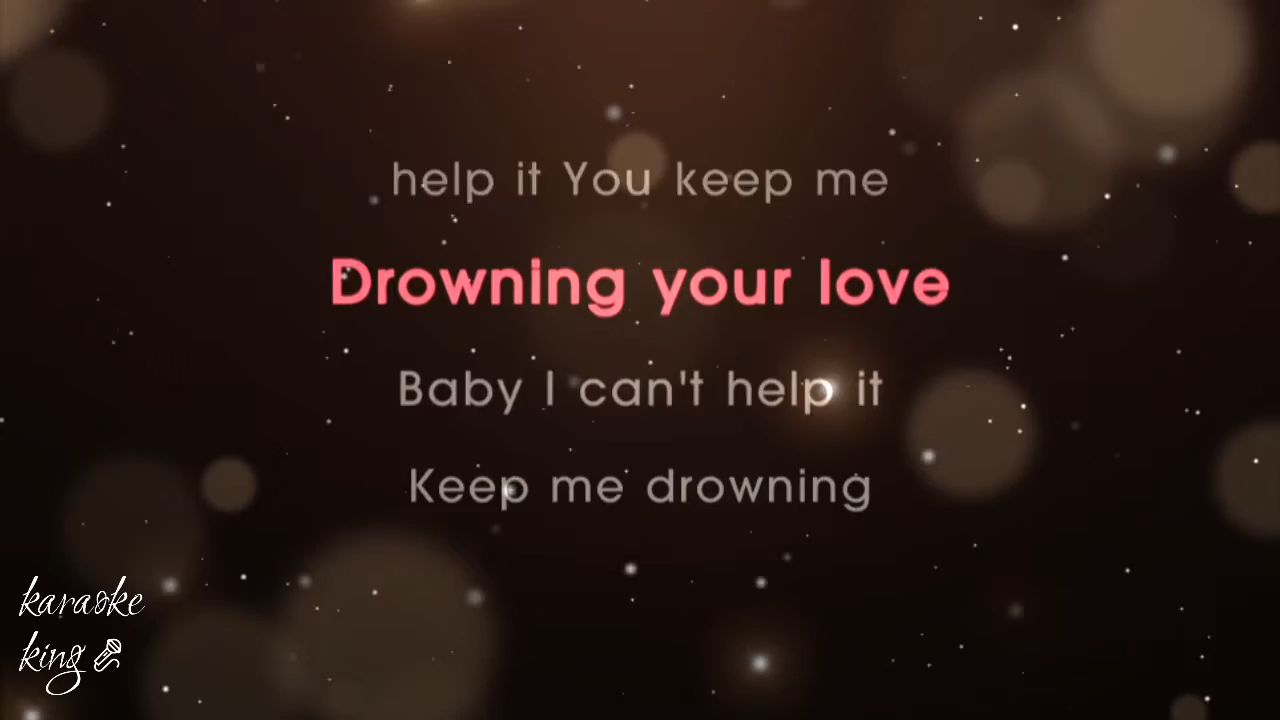 help it You keep me
Drowning your love
Baby I can't help it
Keep me drowning
karaoke
king